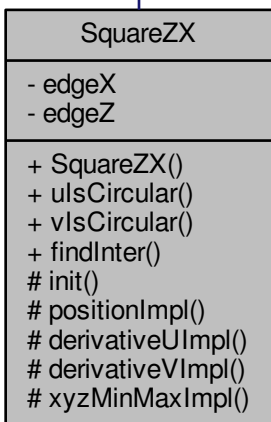 SquareZX
- edgeX
- edgeZ
+ SquareZX()
+ uIsCircular()
+ vIsCircular()
+ findInter()
# init()
# positionImpl()
# derivativeUImpl()
# derivativeVImpl()
# xyzMinMaxImpl()